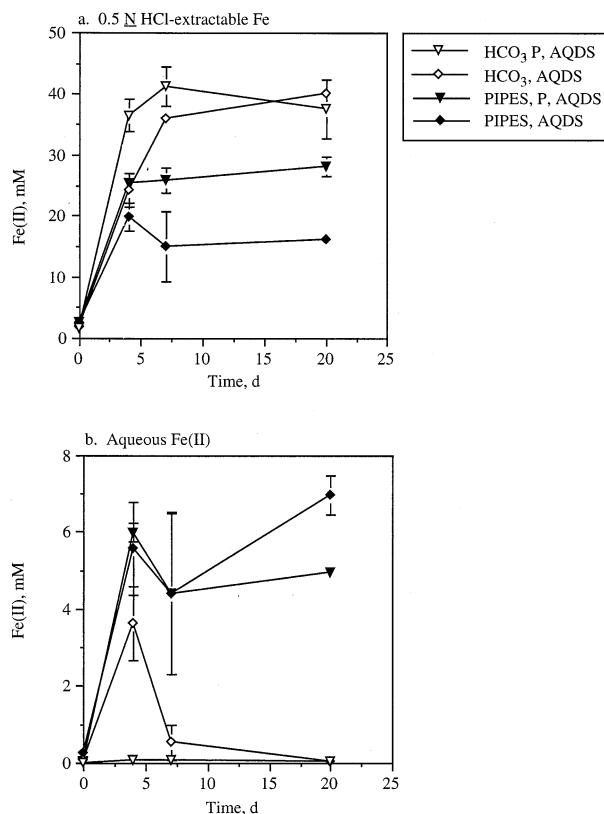 a. 0.5 N HCl-extractable Fe
50
40
30
20
10
0
Fe(II), mM
0 5 10 15 20 25
Time, d
HCO3 P, AQDS
HCO3, AQDS
PIPES, P, AQDS
PIPES, AQDS
b. Aqueous Fe(II)
8
6
4
2
0
Fe(II), mM
0 5 10 15 20 25
Time, d